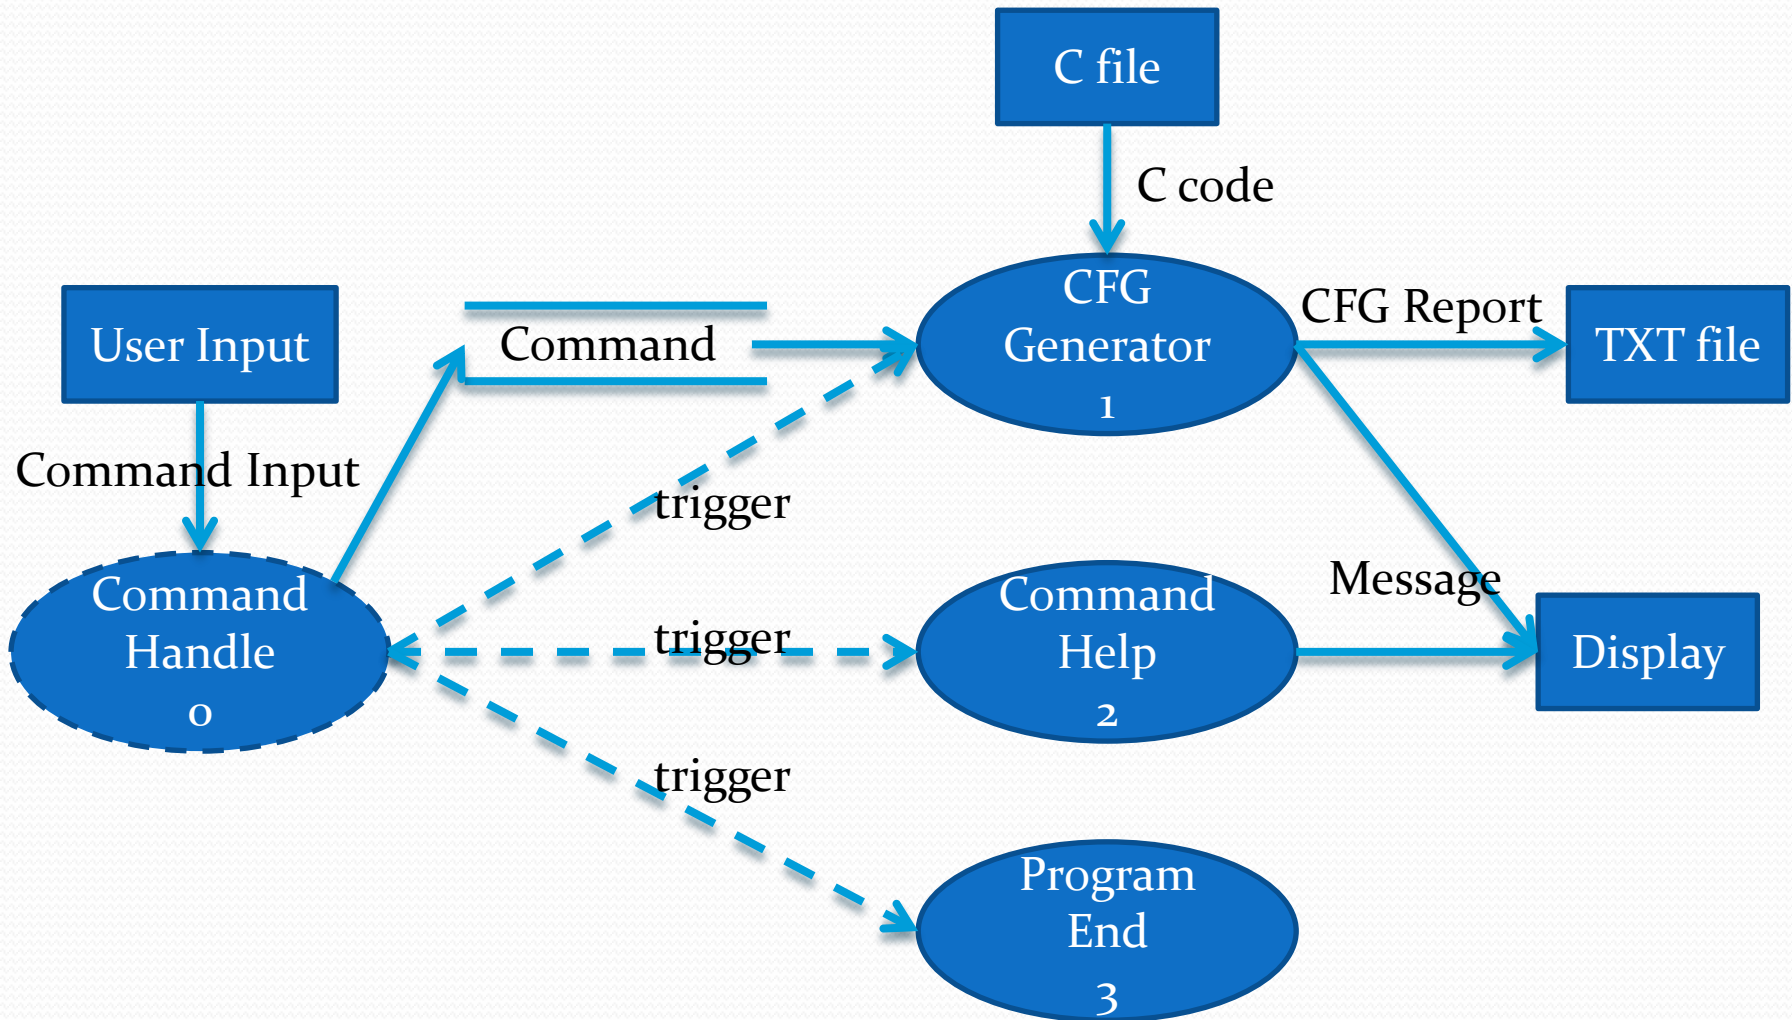 C file
C code
User Input
Command
CFG
Generator
1
CFG Report
TXT file
Command Input
trigger
Command
Handle
0
trigger
Command
Help
2
Message
Display
trigger
Program
End
3